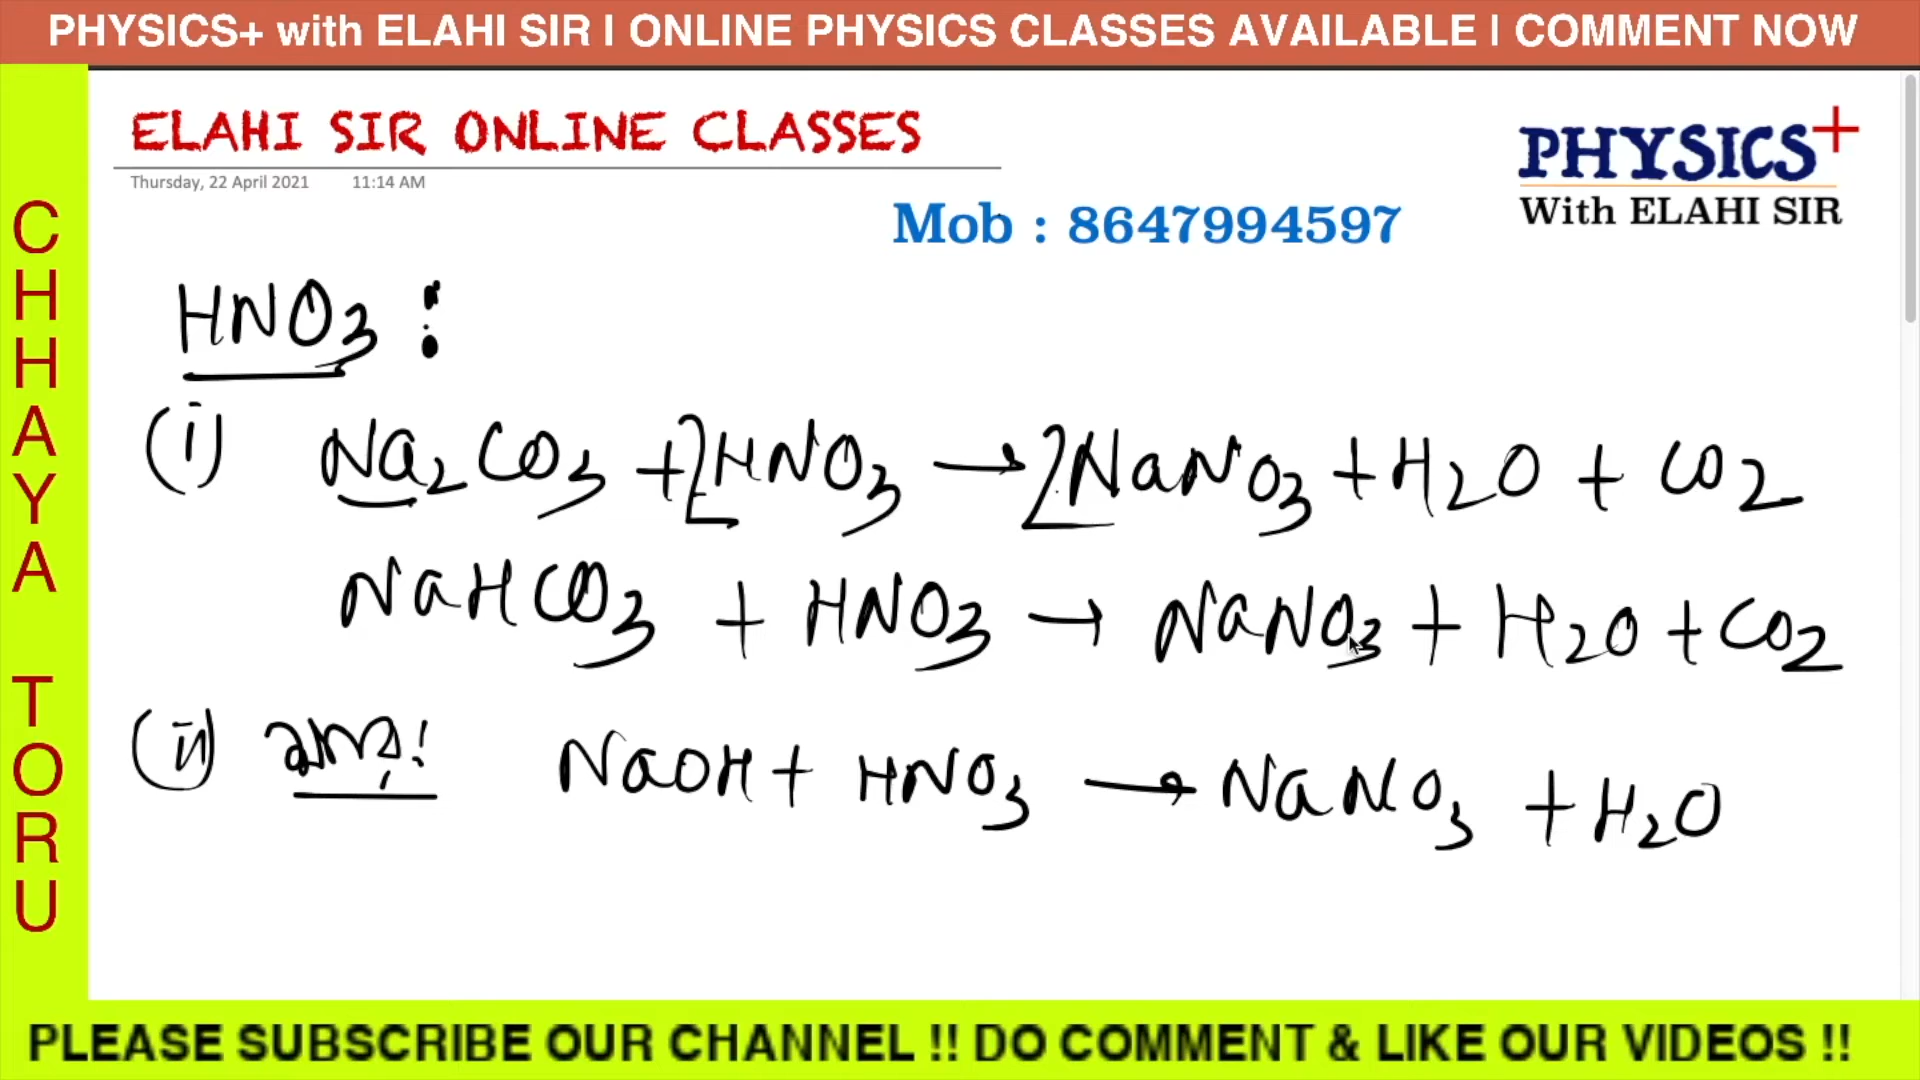 PHYSICS+ with ELAHI SIR I ONLINE PHYSICS CLASSES AVAILABLE I COMMENT NOW
ELAHI SIR ONLINE CLASSES
Thursday, 22 April 2021 11:14 AM
PHYSICS+
With ELAHI SIR
Mob : 8647994597
CHHAYA TORU
HNO3 :
(i) Na2CO3 + 2HNO3 → 2NaNO3 + H2O + CO2
NaHCO3 + HNO3 → NaNO3 + H2O + CO2
(ii) NaOH + HNO3 → NaNO3 + H2O
PLEASE SUBSCRIBE OUR CHANNEL !! DO COMMENT & LIKE OUR VIDEOS !!